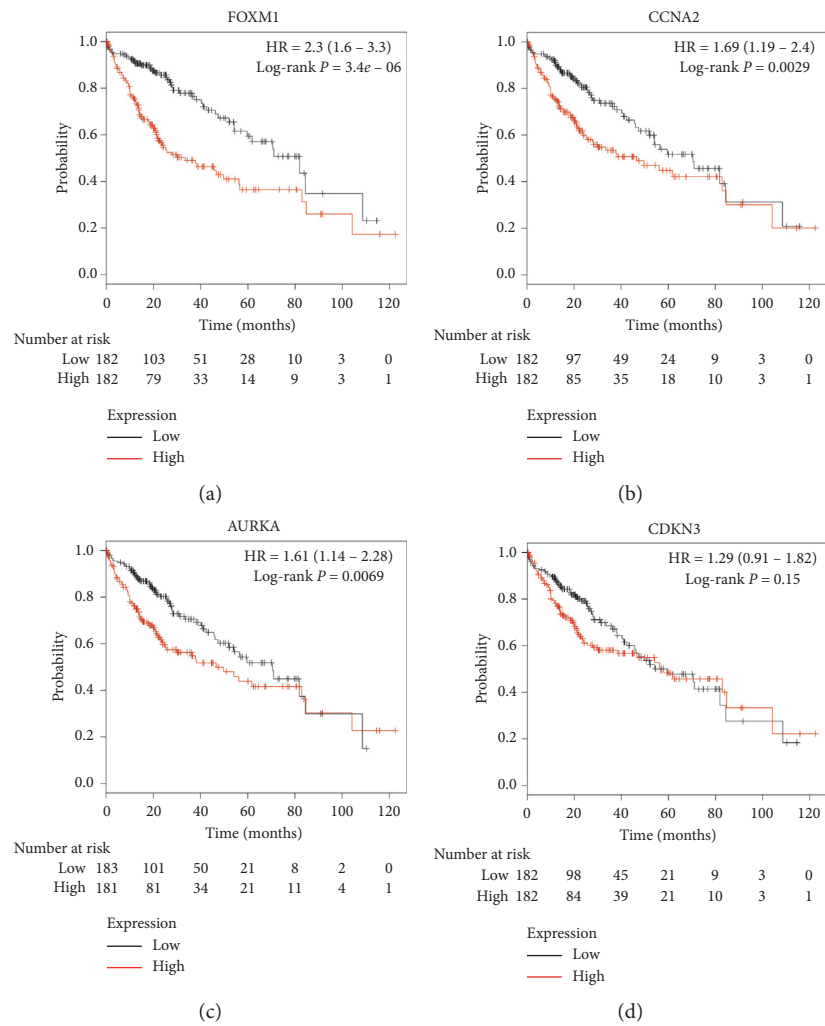 FOXM1
HR = 2.3 (1.6 – 3.3)
Log-rank P = 3.4e – 06
1.0
0.8
0.6
0.4
0.2
0.0
Probability
0 20 40 60 80 100 120
Time (months)
Number at risk
Low 182 103 51 28 10 3 0
High 182 79 33 14 9 3 1
Expression
Low
High
(a)
CCNA2
HR = 1.69 (1.19 – 2.4)
Log-rank P = 0.0029
1.0
0.8
0.6
0.4
0.2
0.0
Probability
0 20 40 60 80 100 120
Time (months)
Number at risk
Low 182 97 49 24 9 3 0
High 182 85 35 18 10 3 1
Expression
Low
High
(b)
AURKA
HR = 1.61 (1.14 – 2.28)
Log-rank P = 0.0069
1.0
0.8
0.6
0.4
0.2
0.0
Probability
0 20 40 60 80 100 120
Time (months)
Number at risk
Low 183 101 50 21 8 2 0
High 181 81 34 21 11 4 1
Expression
Low
High
(c)
CDKN3
HR = 1.29 (0.91 – 1.82)
Log-rank P = 0.15
1.0
0.8
0.6
0.4
0.2
0.0
Probability
0 20 40 60 80 100 120
Time (months)
Number at risk
Low 182 98 45 21 9 3 0
High 182 84 39 21 10 3 1
Expression
Low
High
(d)